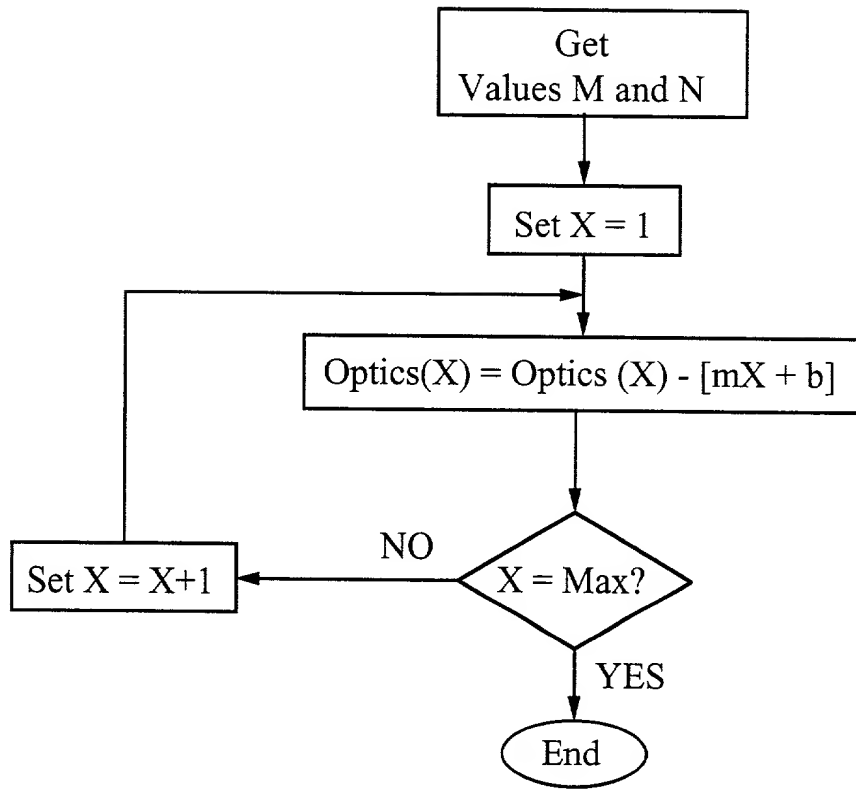 Get
Values M and N
Set X = 1
Optics(X) = Optics (X) - [mX + b]
NO
Set X = X+1
X = Max?
YES
End